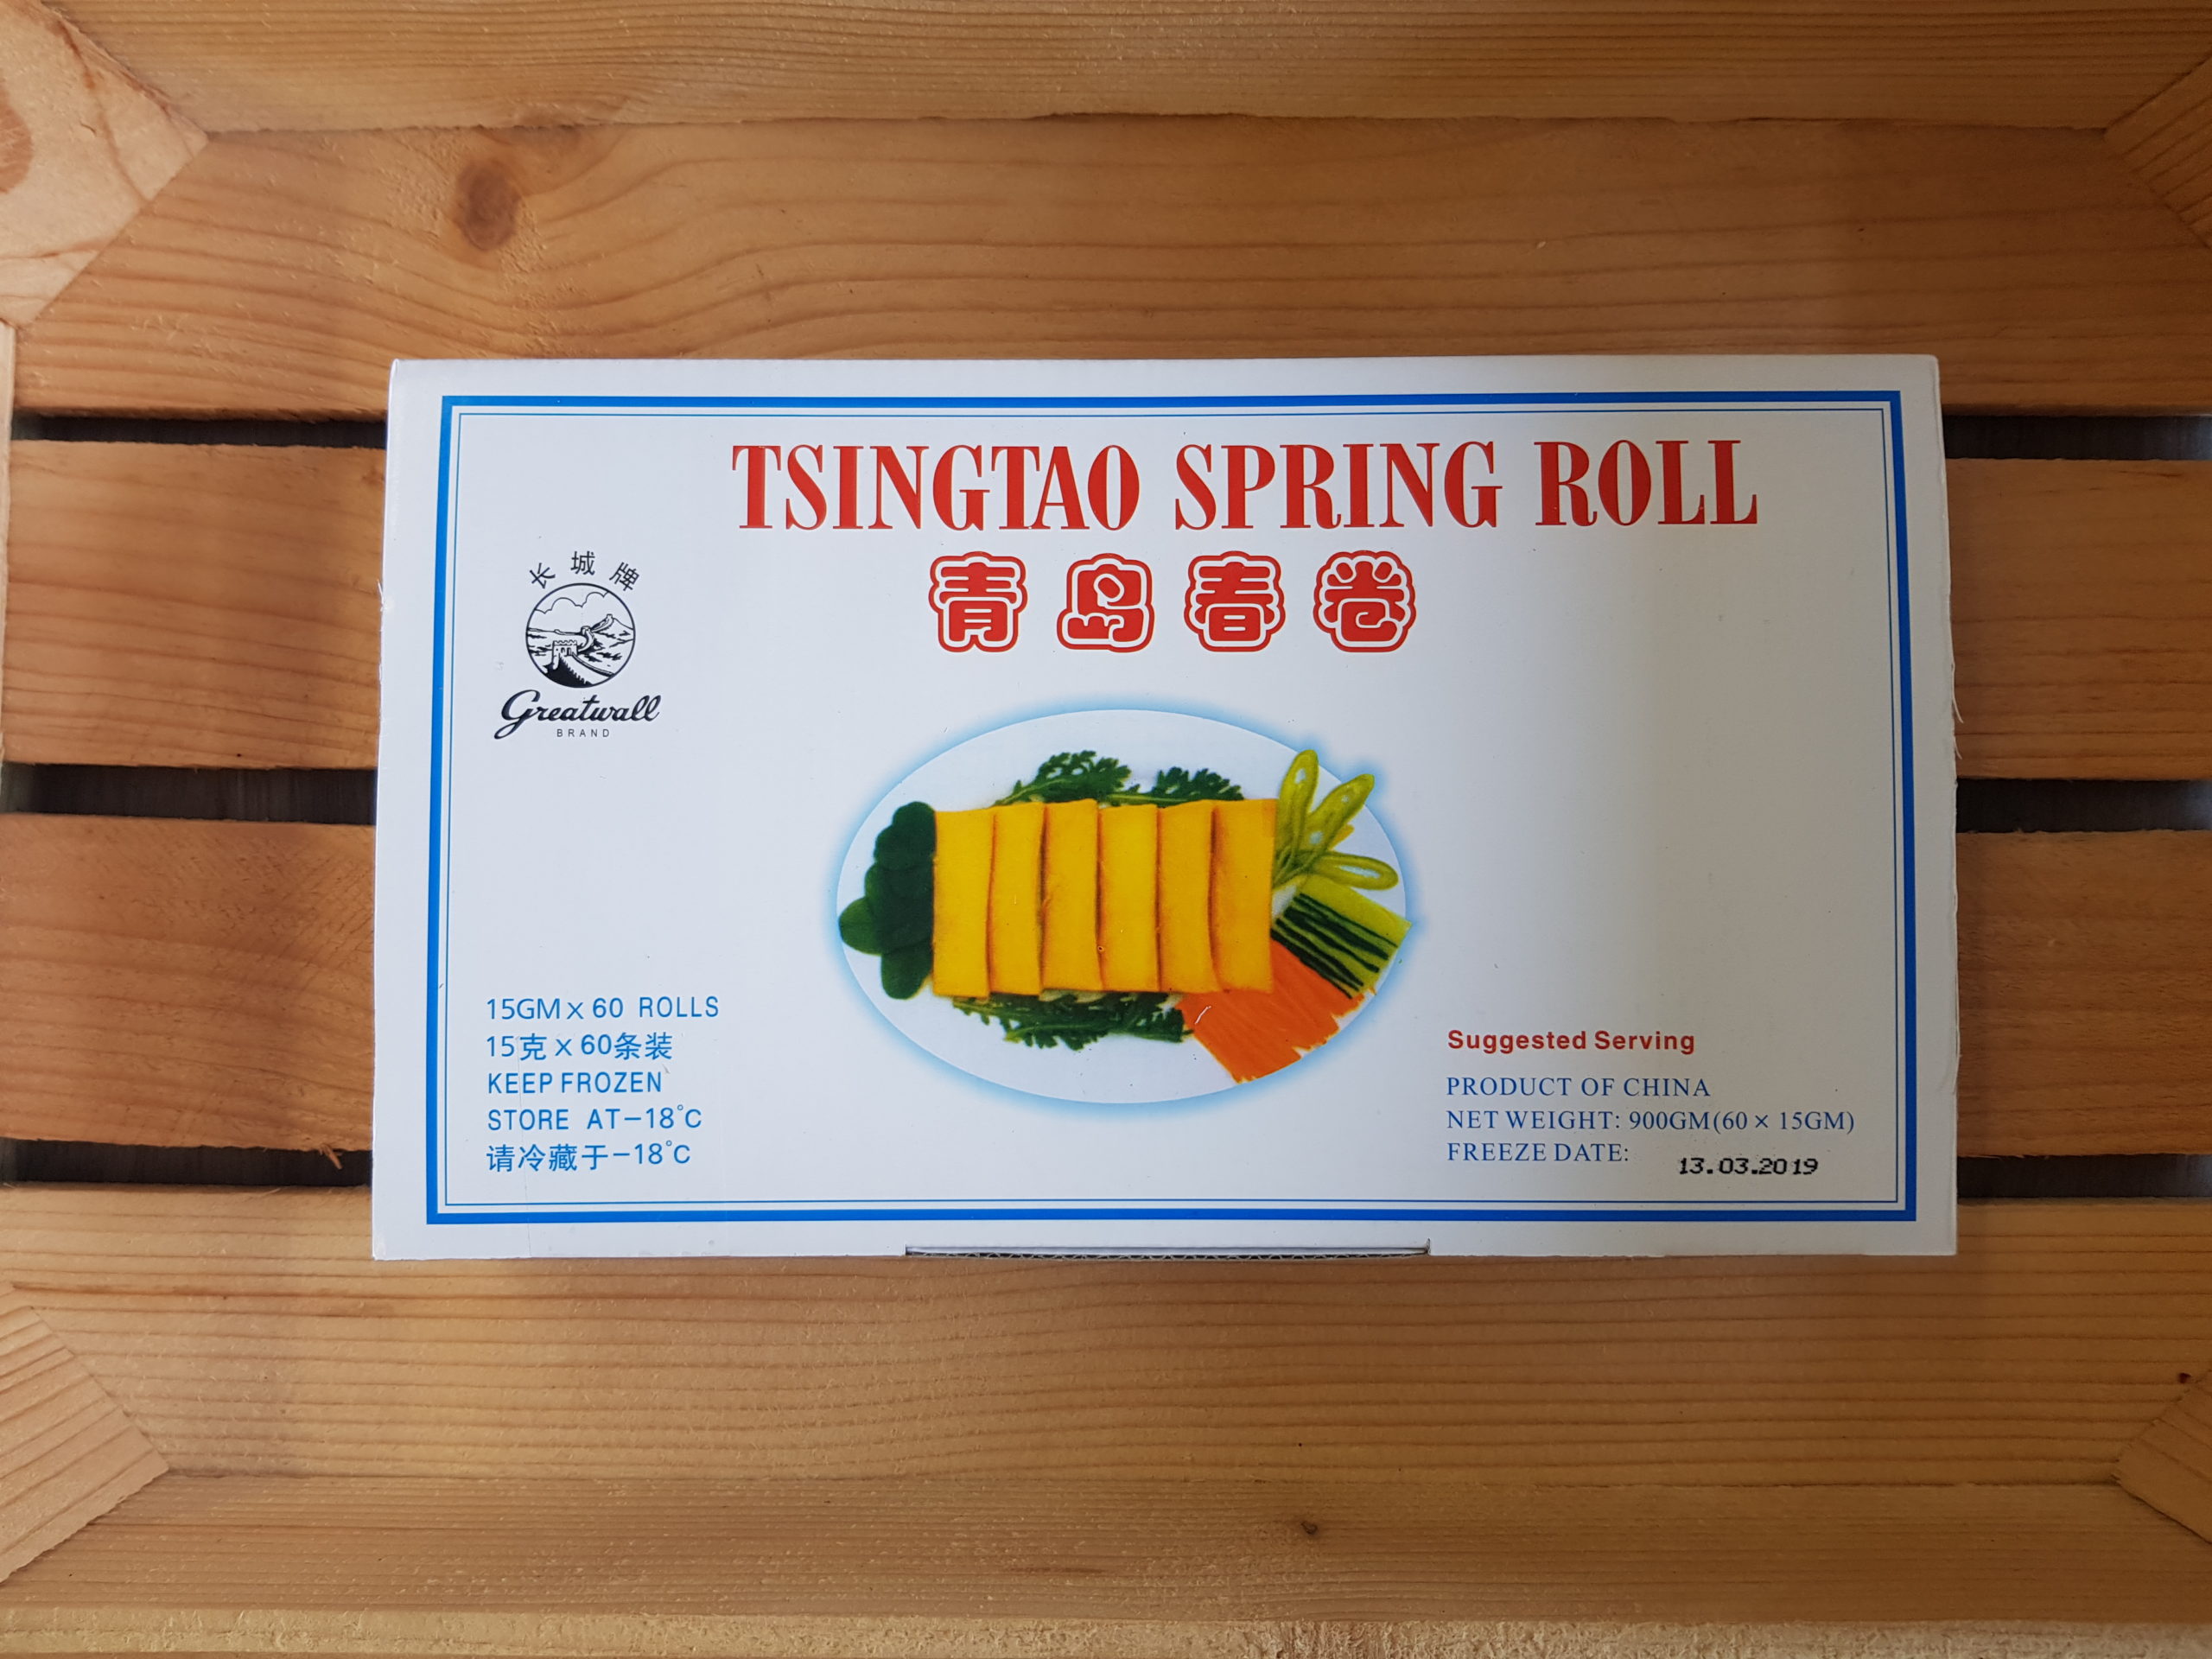 TSINGTAO SPRING ROLL
青岛春卷
长城牌
Greatwall
BRAND
15GM x 60 ROLLS
15克 x 60条装
KEEP FROZEN
STORE AT-18°C
请冷藏于-18°C
Suggested Serving
PRODUCT OF CHINA
NET WEIGHT: 900GM(60 × 15GM)
FREEZE DATE: 13.03.2019